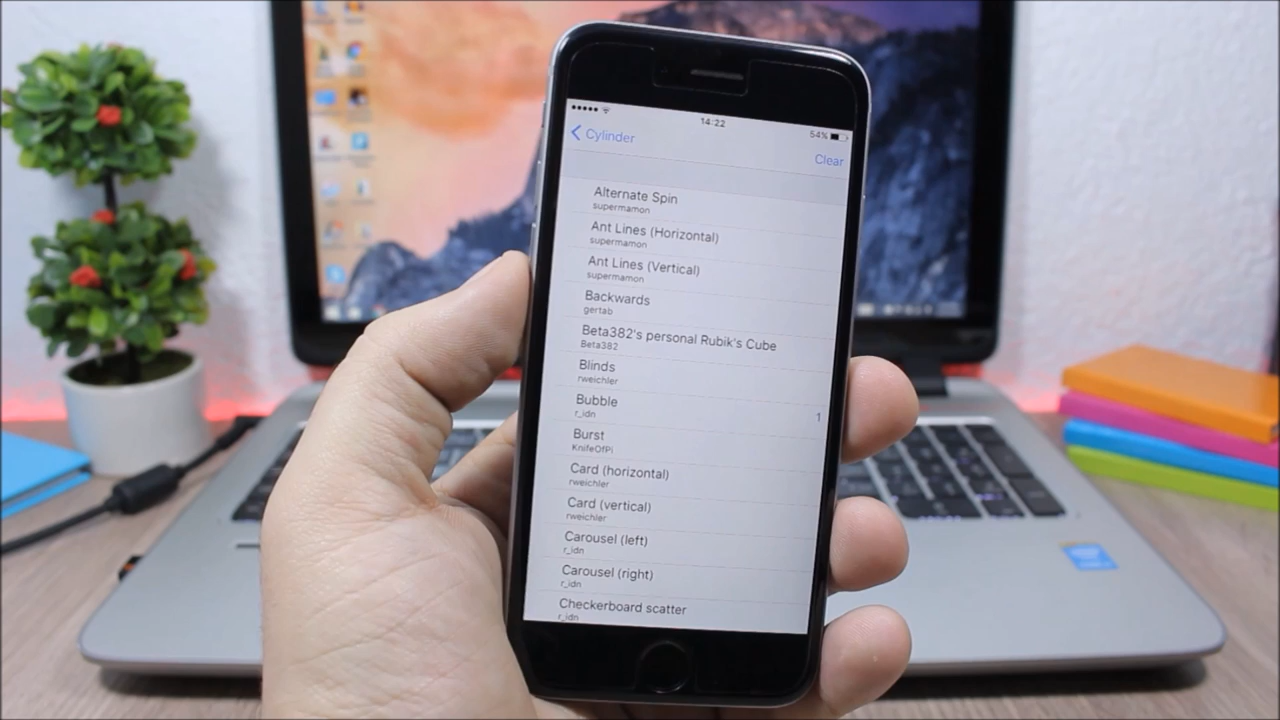 14:22
54%
Cylinder
Clear
Alternate Spin
supermamon
Ant Lines (Horizontal)
supermamon
Ant Lines (Vertical)
supermamon
Backwards
gertab
Beta382's personal Rubik's Cube
Beta382
Blinds
rweichler
Bubble
1
r_idn
Burst
KnifeOfPi
Card (horizontal)
rweichler
Card (vertical)
rweichler
Carousel (left)
r_idn
Carousel (right)
r_idn
Checkerboard scatter
r_idn